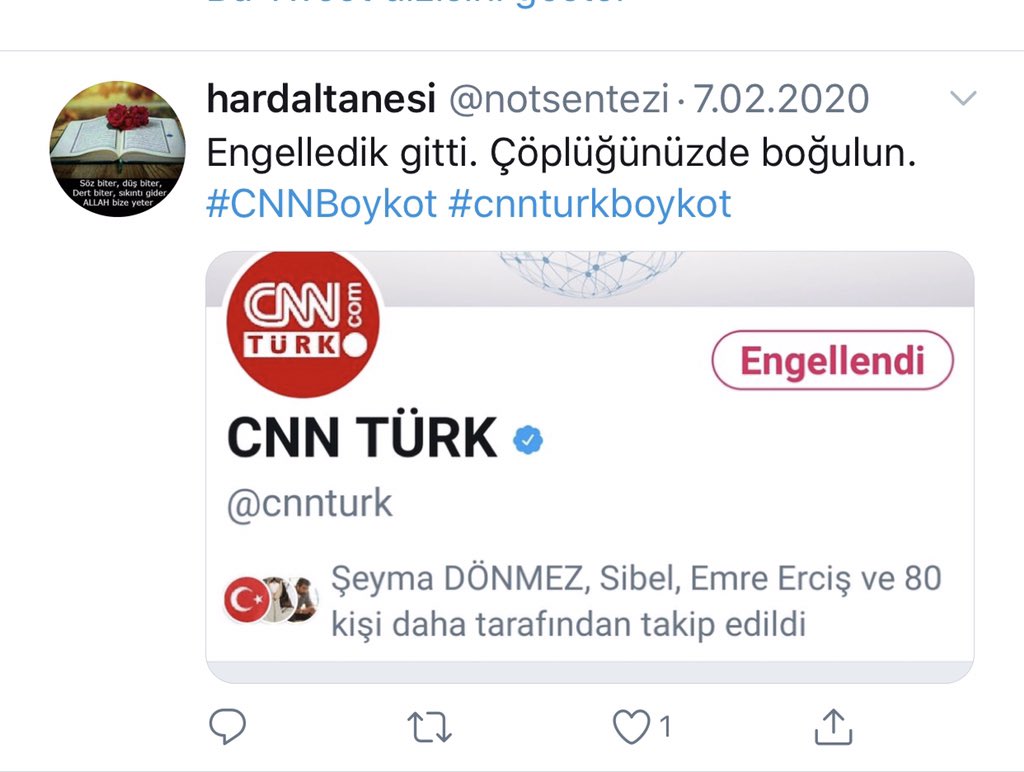 hardaltanesi @notsentezi · 7.02.2020
Engelledik gitti. Çöplüğünüzde boğulun.
#CNNBoykot #cnnturkboykot
Söz biter, düş biter,
Dert biter, sıkıntı gider
ALLAH bize yeter
CNN.com
TÜRK
Engellendi
CNN TÜRK
@cnnturk
Şeyma DÖNMEZ, Sibel, Emre Erciş ve 80
kişi daha tarafından takip edildi
1